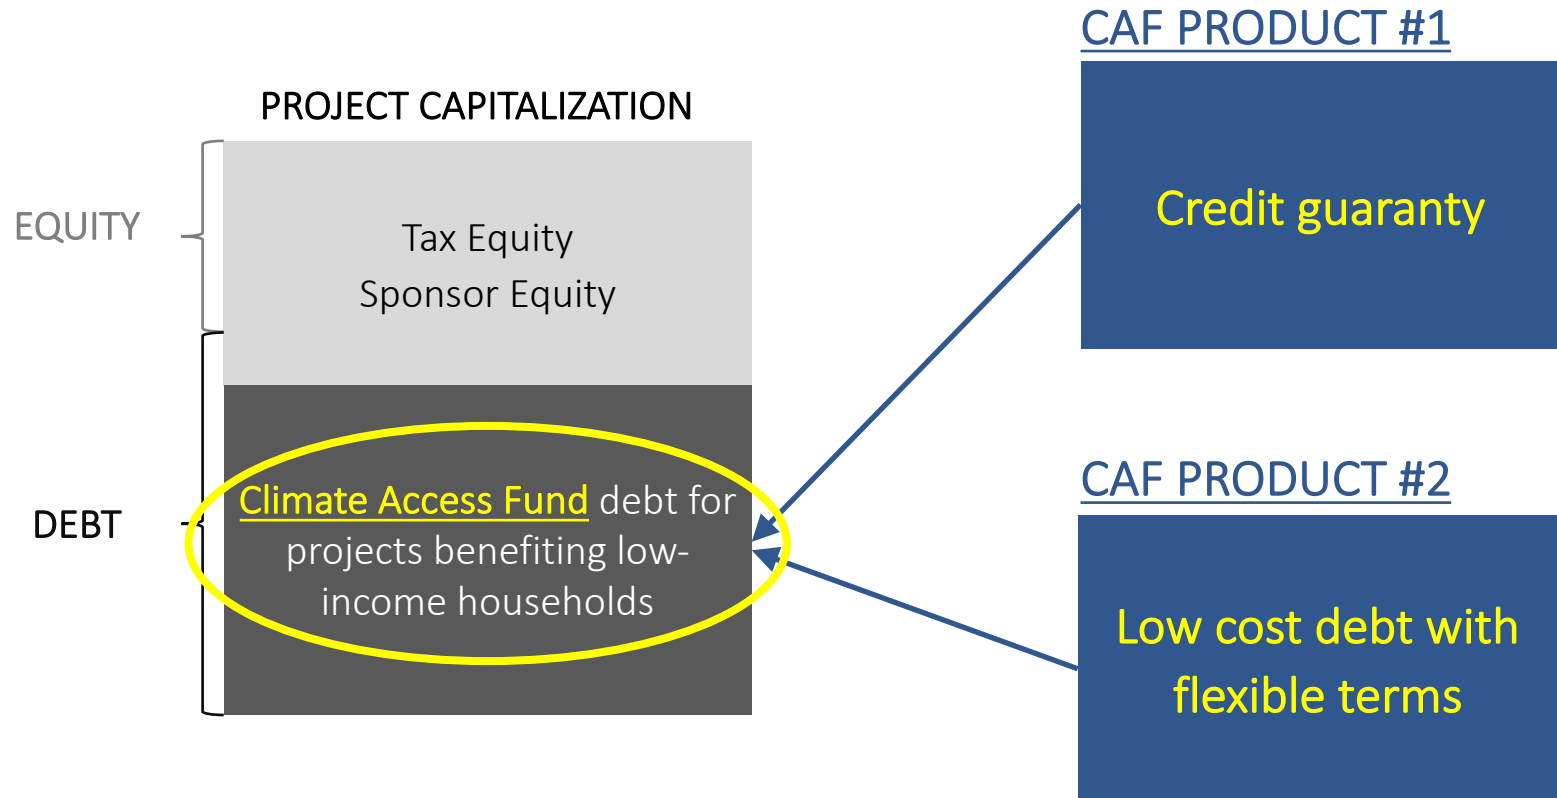 CAF PRODUCT #1
PROJECT CAPITALIZATION
Credit guaranty
EQUITY
Tax Equity
Sponsor Equity
CAF PRODUCT #2
Climate Access Fund debt for
projects benefiting low-
income households
DEBT
Low cost debt with
flexible terms